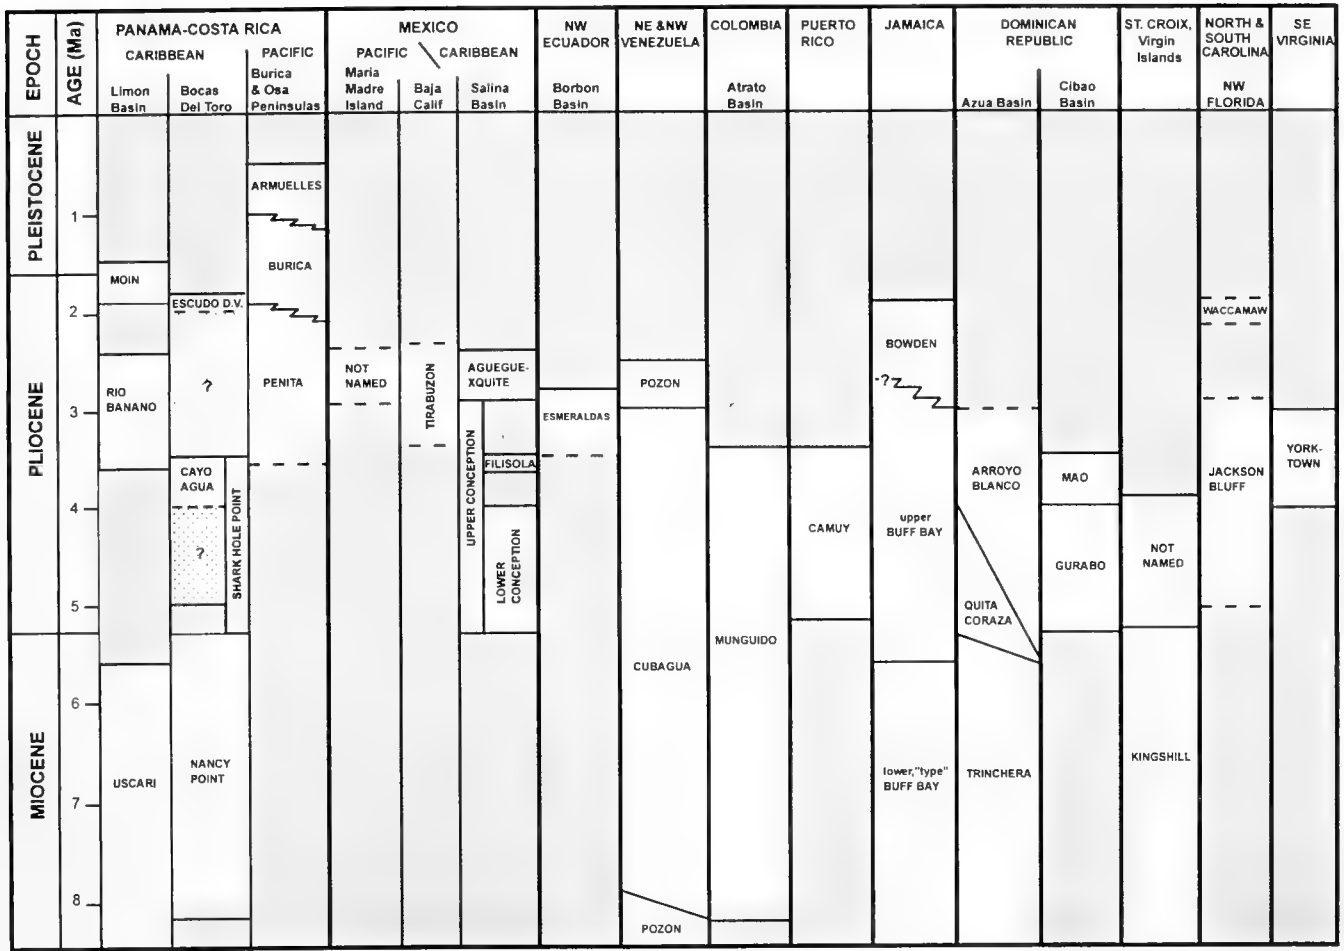 EPOCH
AGE (Ma)
PANAMA-COSTA RICA
CARIBBEAN
PACIFIC
Limon
Basin
Bocas
Del Toro
Burica
& Osa
Peninsulas
MEXICO
PACIFIC
CARIBBEAN
Maria
Madre
Island
Baja
Calif
Salina
Basin
NW
ECUADOR
Borbon
Basin
NE &NW
VENEZUELA
COLOMBIA
Atrato
Basin
PUERTO
RICO
JAMAICA
DOMINICAN
REPUBLIC
Azua Basin
Cibao
Basin
ST. CROIX,
Virgin
Islands
NORTH &
SOUTH
CAROLINA
NW
FLORIDA
SE
VIRGINIA
PLEISTOCENE
PLIOCENE
MIOCENE
1
2
3
4
5
6
7
8
MOIN
RIO
BANANO
USCARI
ESCUDO D.V.
?
CAYO
AGUA
?
SHARK HOLE POINT
NANCY
POINT
ARMUELLES
BURICA
PENITA
NOT
NAMED
TIRABUZON
AGUEGUE-
XQUITE
UPPER CONCEPTION
FILISOLA
LOWER
CONCEPTION
ESMERALDAS
POZON
CUBAGUA
POZON
MUNGUIDO
CAMUY
BOWDEN
-?
upper
BUFF BAY
lower,"type"
BUFF BAY
ARROYO
BLANCO
QUITA
CORAZA
TRINCHERA
MAO
GURABO
NOT
NAMED
KINGSHILL
WACCAMAW
JACKSON
BLUFF
YORK-
TOWN